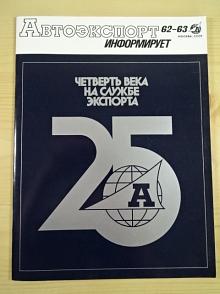 АВТОЭКСПОРТ 62-63
ИНФОРМИРУЕТ
ЧЕТВЕРТЬ ВЕКА
НА СЛУЖБЕ
ЭКСПОРТА
25
А